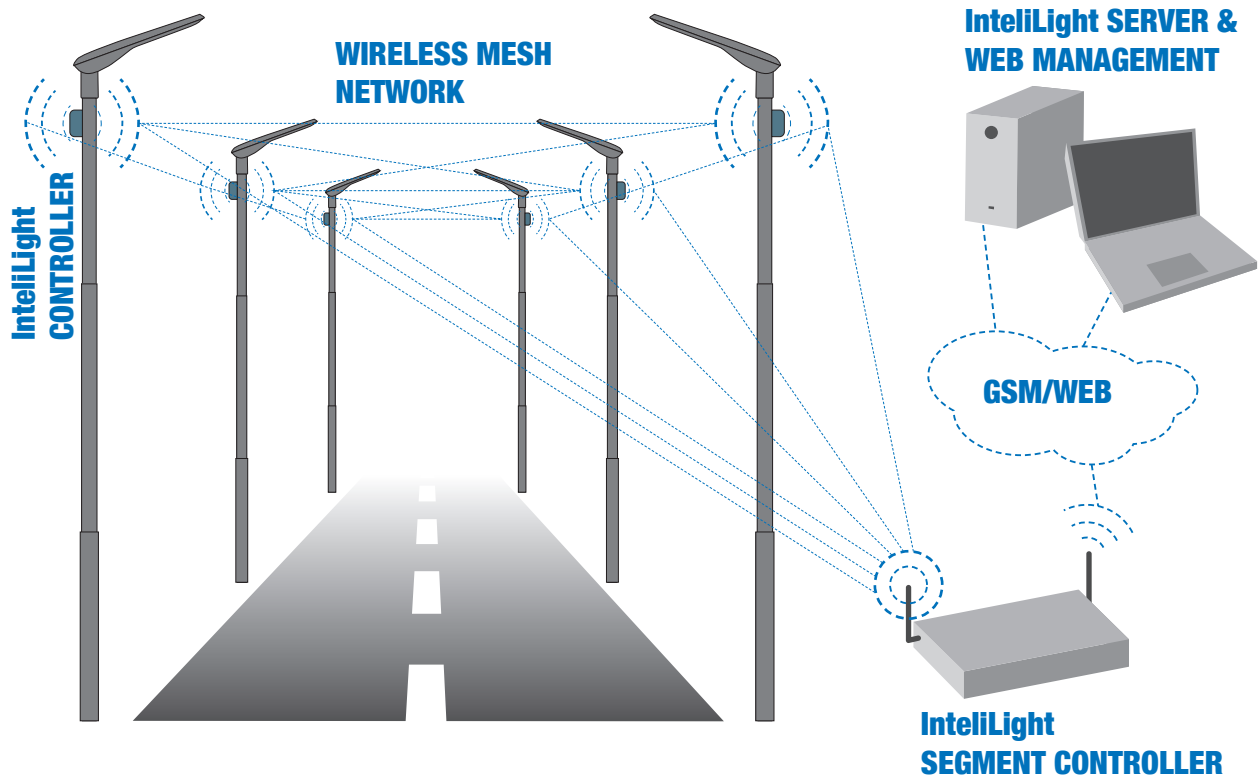 WIRELESS MESH
NETWORK
InteliLight SERVER &
WEB MANAGEMENT
InteliLight
CONTROLLER
GSM/WEB
InteliLight
SEGMENT CONTROLLER